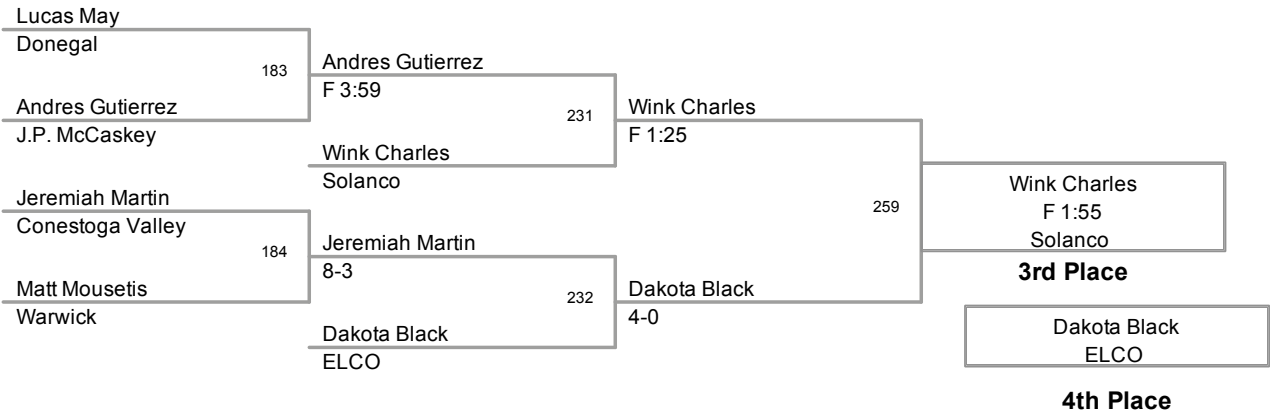 Lucas May
Donegal
183
Andres Gutierrez
F 3:59
Andres Gutierrez
J.P. McCaskey
231
Wink Charles
F 1:25
Wink Charles
Solanco
Jeremiah Martin
Conestoga Valley
184
Jeremiah Martin
8-3
Matt Mousetis
Warwick
232
Dakota Black
4-0
Dakota Black
ELCO
259
Wink Charles
F 1:55
Solanco
3rd Place
Dakota Black
ELCO
4th Place